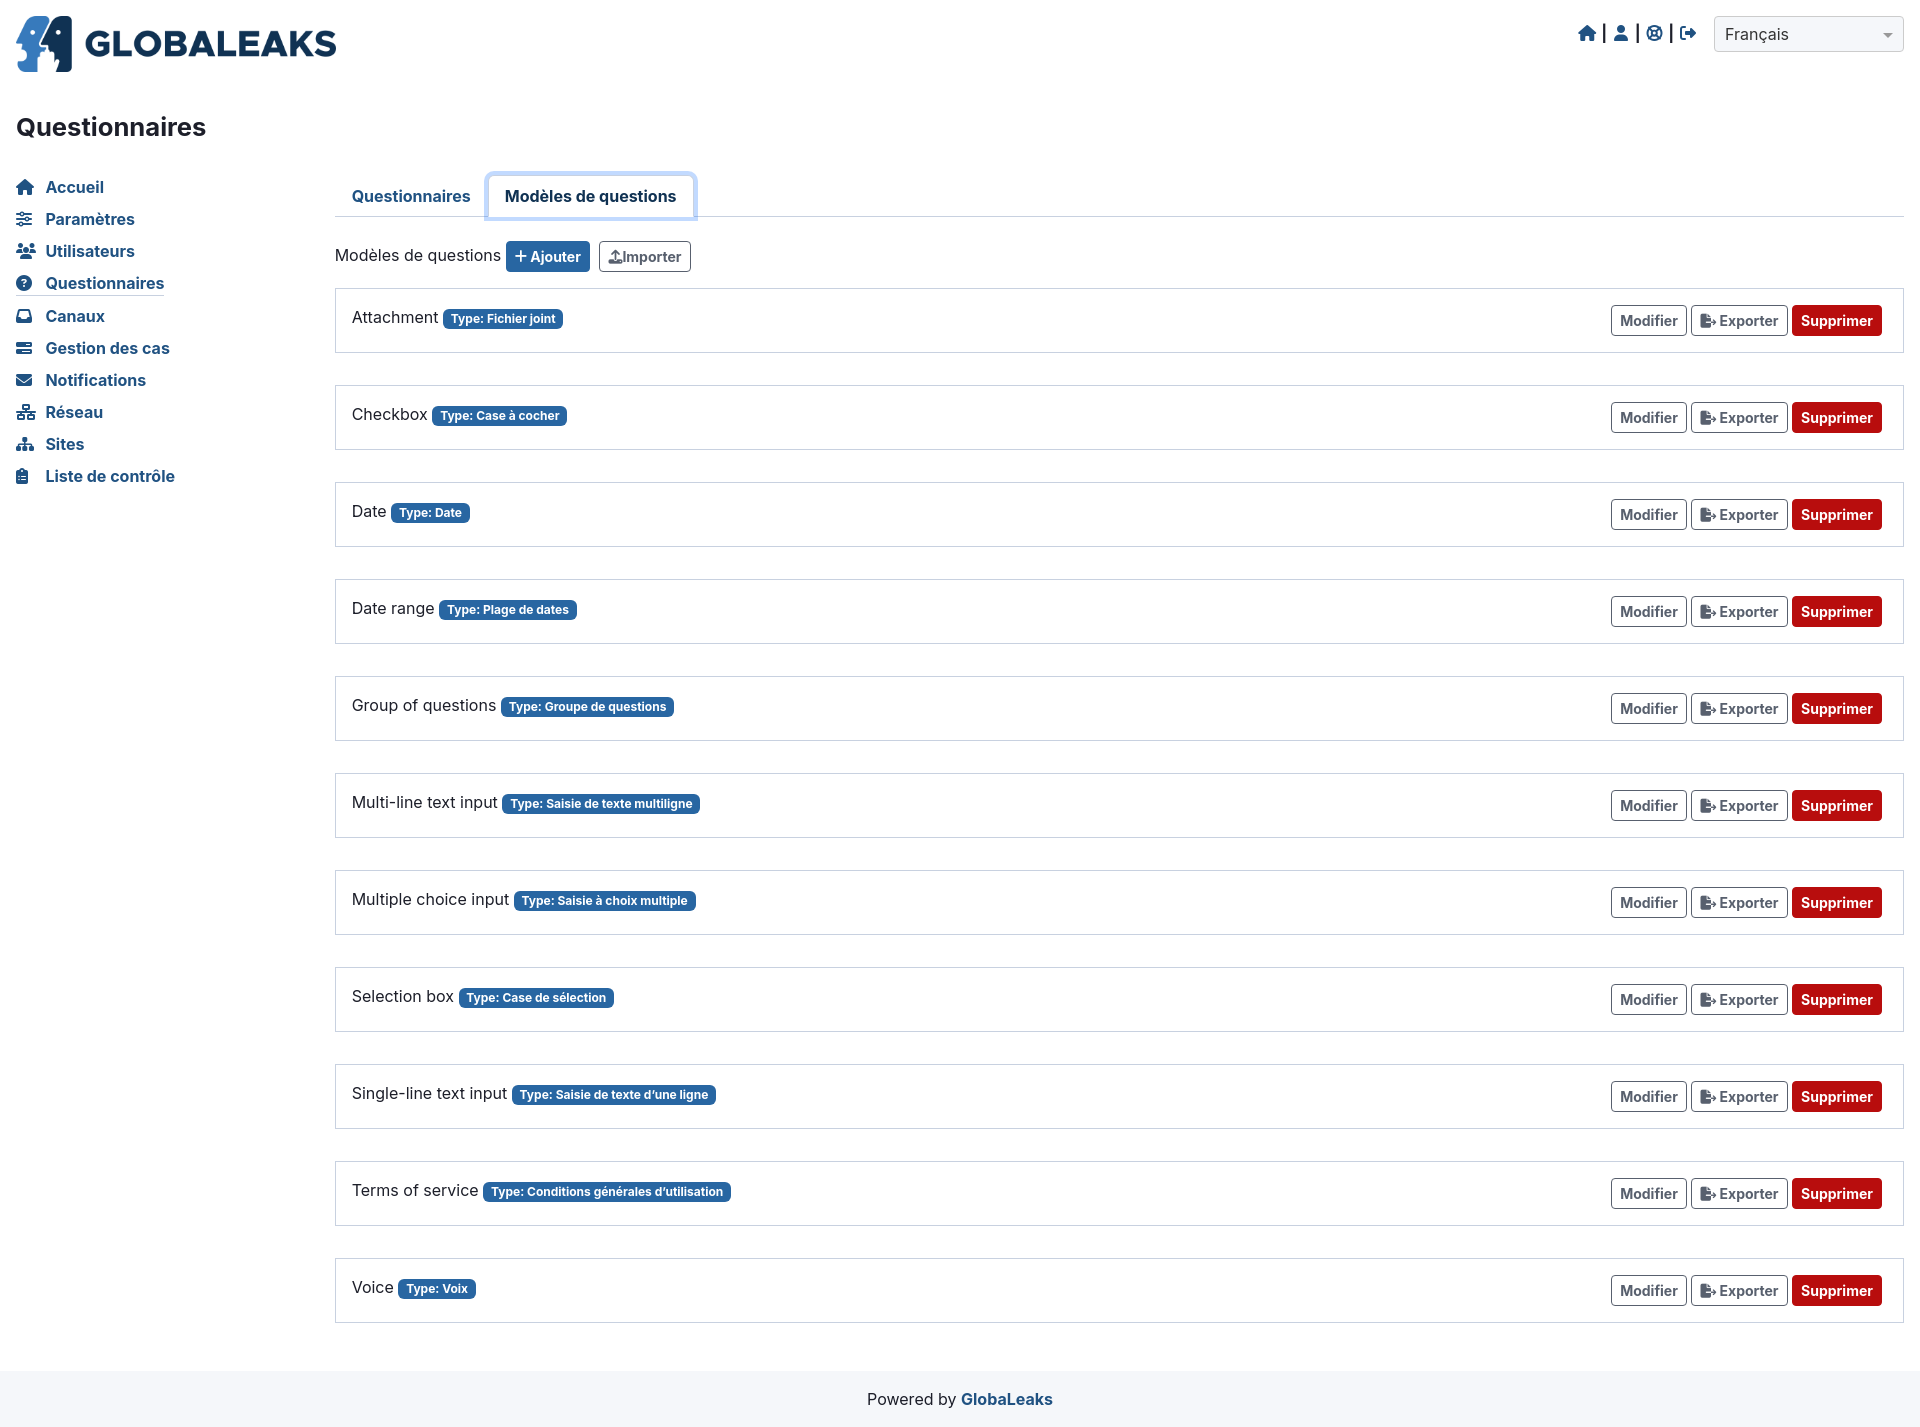 GLOBALEAKS
Français
Questionnaires
Accueil
Paramètres
Utilisateurs
Questionnaires
Canaux
Gestion des cas
Notifications
Réseau
Sites
Liste de contrôle
Questionnaires Modèles de questions
Modèles de questions Ajouter Importer
Attachment Type: Fichier joint Modifier Exporter Supprimer
Checkbox Type: Case à cocher Modifier Exporter Supprimer
Date Type: Date Modifier Exporter Supprimer
Date range Type: Plage de dates Modifier Exporter Supprimer
Group of questions Type: Groupe de questions Modifier Exporter Supprimer
Multi-line text input Type: Saisie de texte multiligne Modifier Exporter Supprimer
Multiple choice input Type: Saisie à choix multiple Modifier Exporter Supprimer
Selection box Type: Case de sélection Modifier Exporter Supprimer
Single-line text input Type: Saisie de texte d’une ligne Modifier Exporter Supprimer
Terms of service Type: Conditions générales d’utilisation Modifier Exporter Supprimer
Voice Type: Voix Modifier Exporter Supprimer
Powered by GlobaLeaks